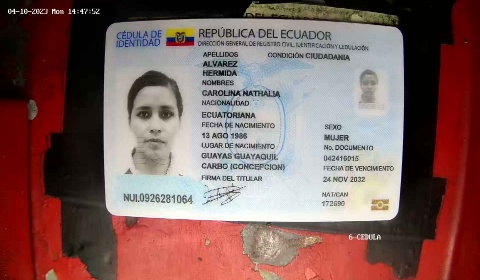 04-10-2023 Mon 14:47:52
CÉDULA DE IDENTIDAD
REPÚBLICA DEL ECUADOR
DIRECCIÓN GENERAL DE REGISTRO CIVIL, IDENTIFICACIÓN Y CEDULACIÓN
APELLIDOS
CONDICIÓN CIUDADANÍA
ALVAREZ
HERMIDA
NOMBRES
CAROLINA NATHALIA
NACIONALIDAD
ECUATORIANA
FECHA DE NACIMIENTO
13 AGO 1986
LUGAR DE NACIMIENTO
GUAYAS GUAYAQUIL
CARBO (CONCEPCION)
FIRMA DEL TITULAR
SEXO
MUJER
No. DOCUMENTO
042416015
FECHA DE VENCIMIENTO
24 NOV 2032
NAT/CAN
172690
NUI.0926281064
6-CEDULA